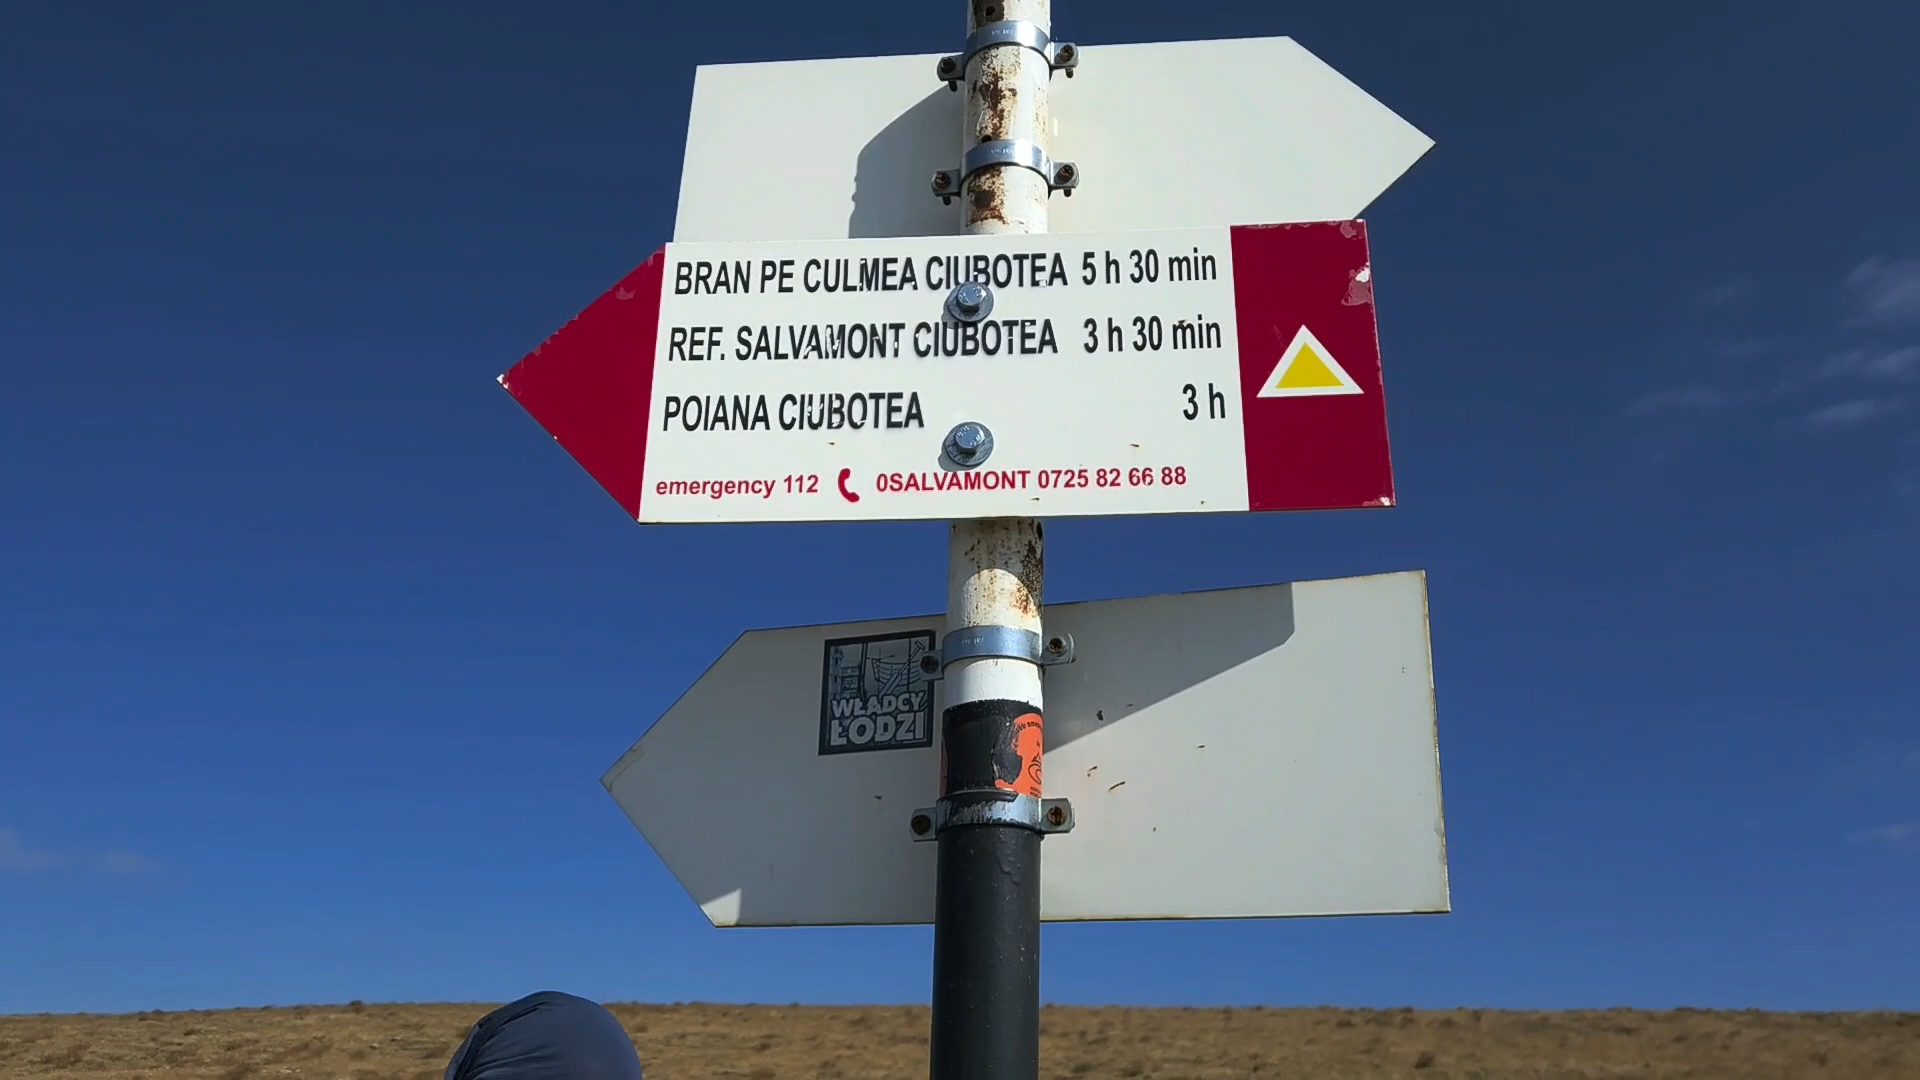 BRAN PE CULMEA CIUBOTEA 5 h 30 min
REF. SALVAMONT CIUBOTEA 3 h 30 min
POIANA CIUBOTEA 3 h
emergency 112 0SALVAMONT 0725 82 66 88
WŁADCY
ŁODZI